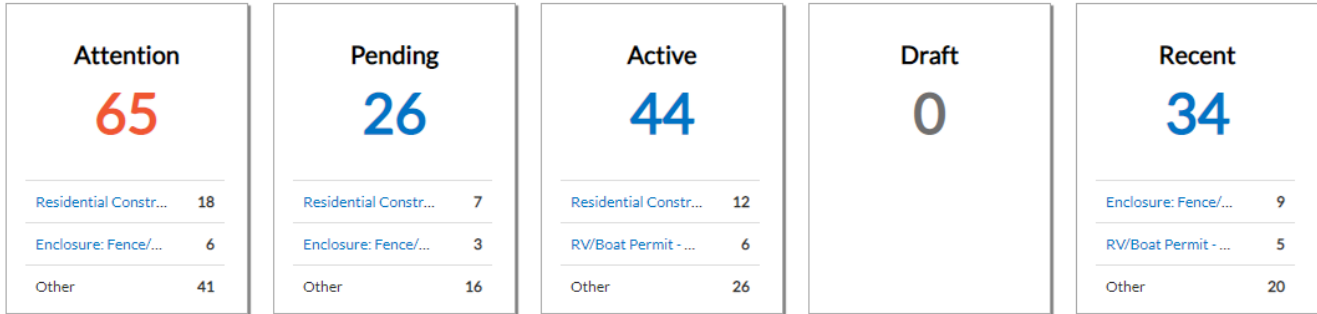 Attention
65
Residential Constr... 18
Enclosure: Fence/... 6
Other 41
Pending
26
Residential Constr... 7
Enclosure: Fence/... 3
Other 16
Active
44
Residential Constr... 12
RV/Boat Permit - ... 6
Other 26
Draft
0
Recent
34
Enclosure: Fence/... 9
RV/Boat Permit - ... 5
Other 20